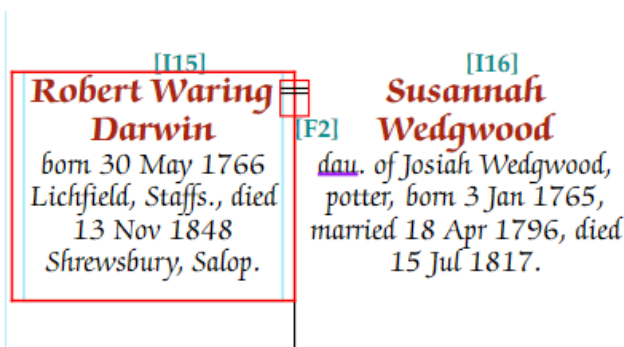 [I15]
Robert Waring
Darwin
born 30 May 1766
Lichfield, Staffs., died
13 Nov 1848
Shrewsbury, Salop.
[F2]
[I16]
Susannah
Wedgwood
dau. of Josiah Wedgwood,
potter, born 3 Jan 1765,
married 18 Apr 1796, died
15 Jul 1817.